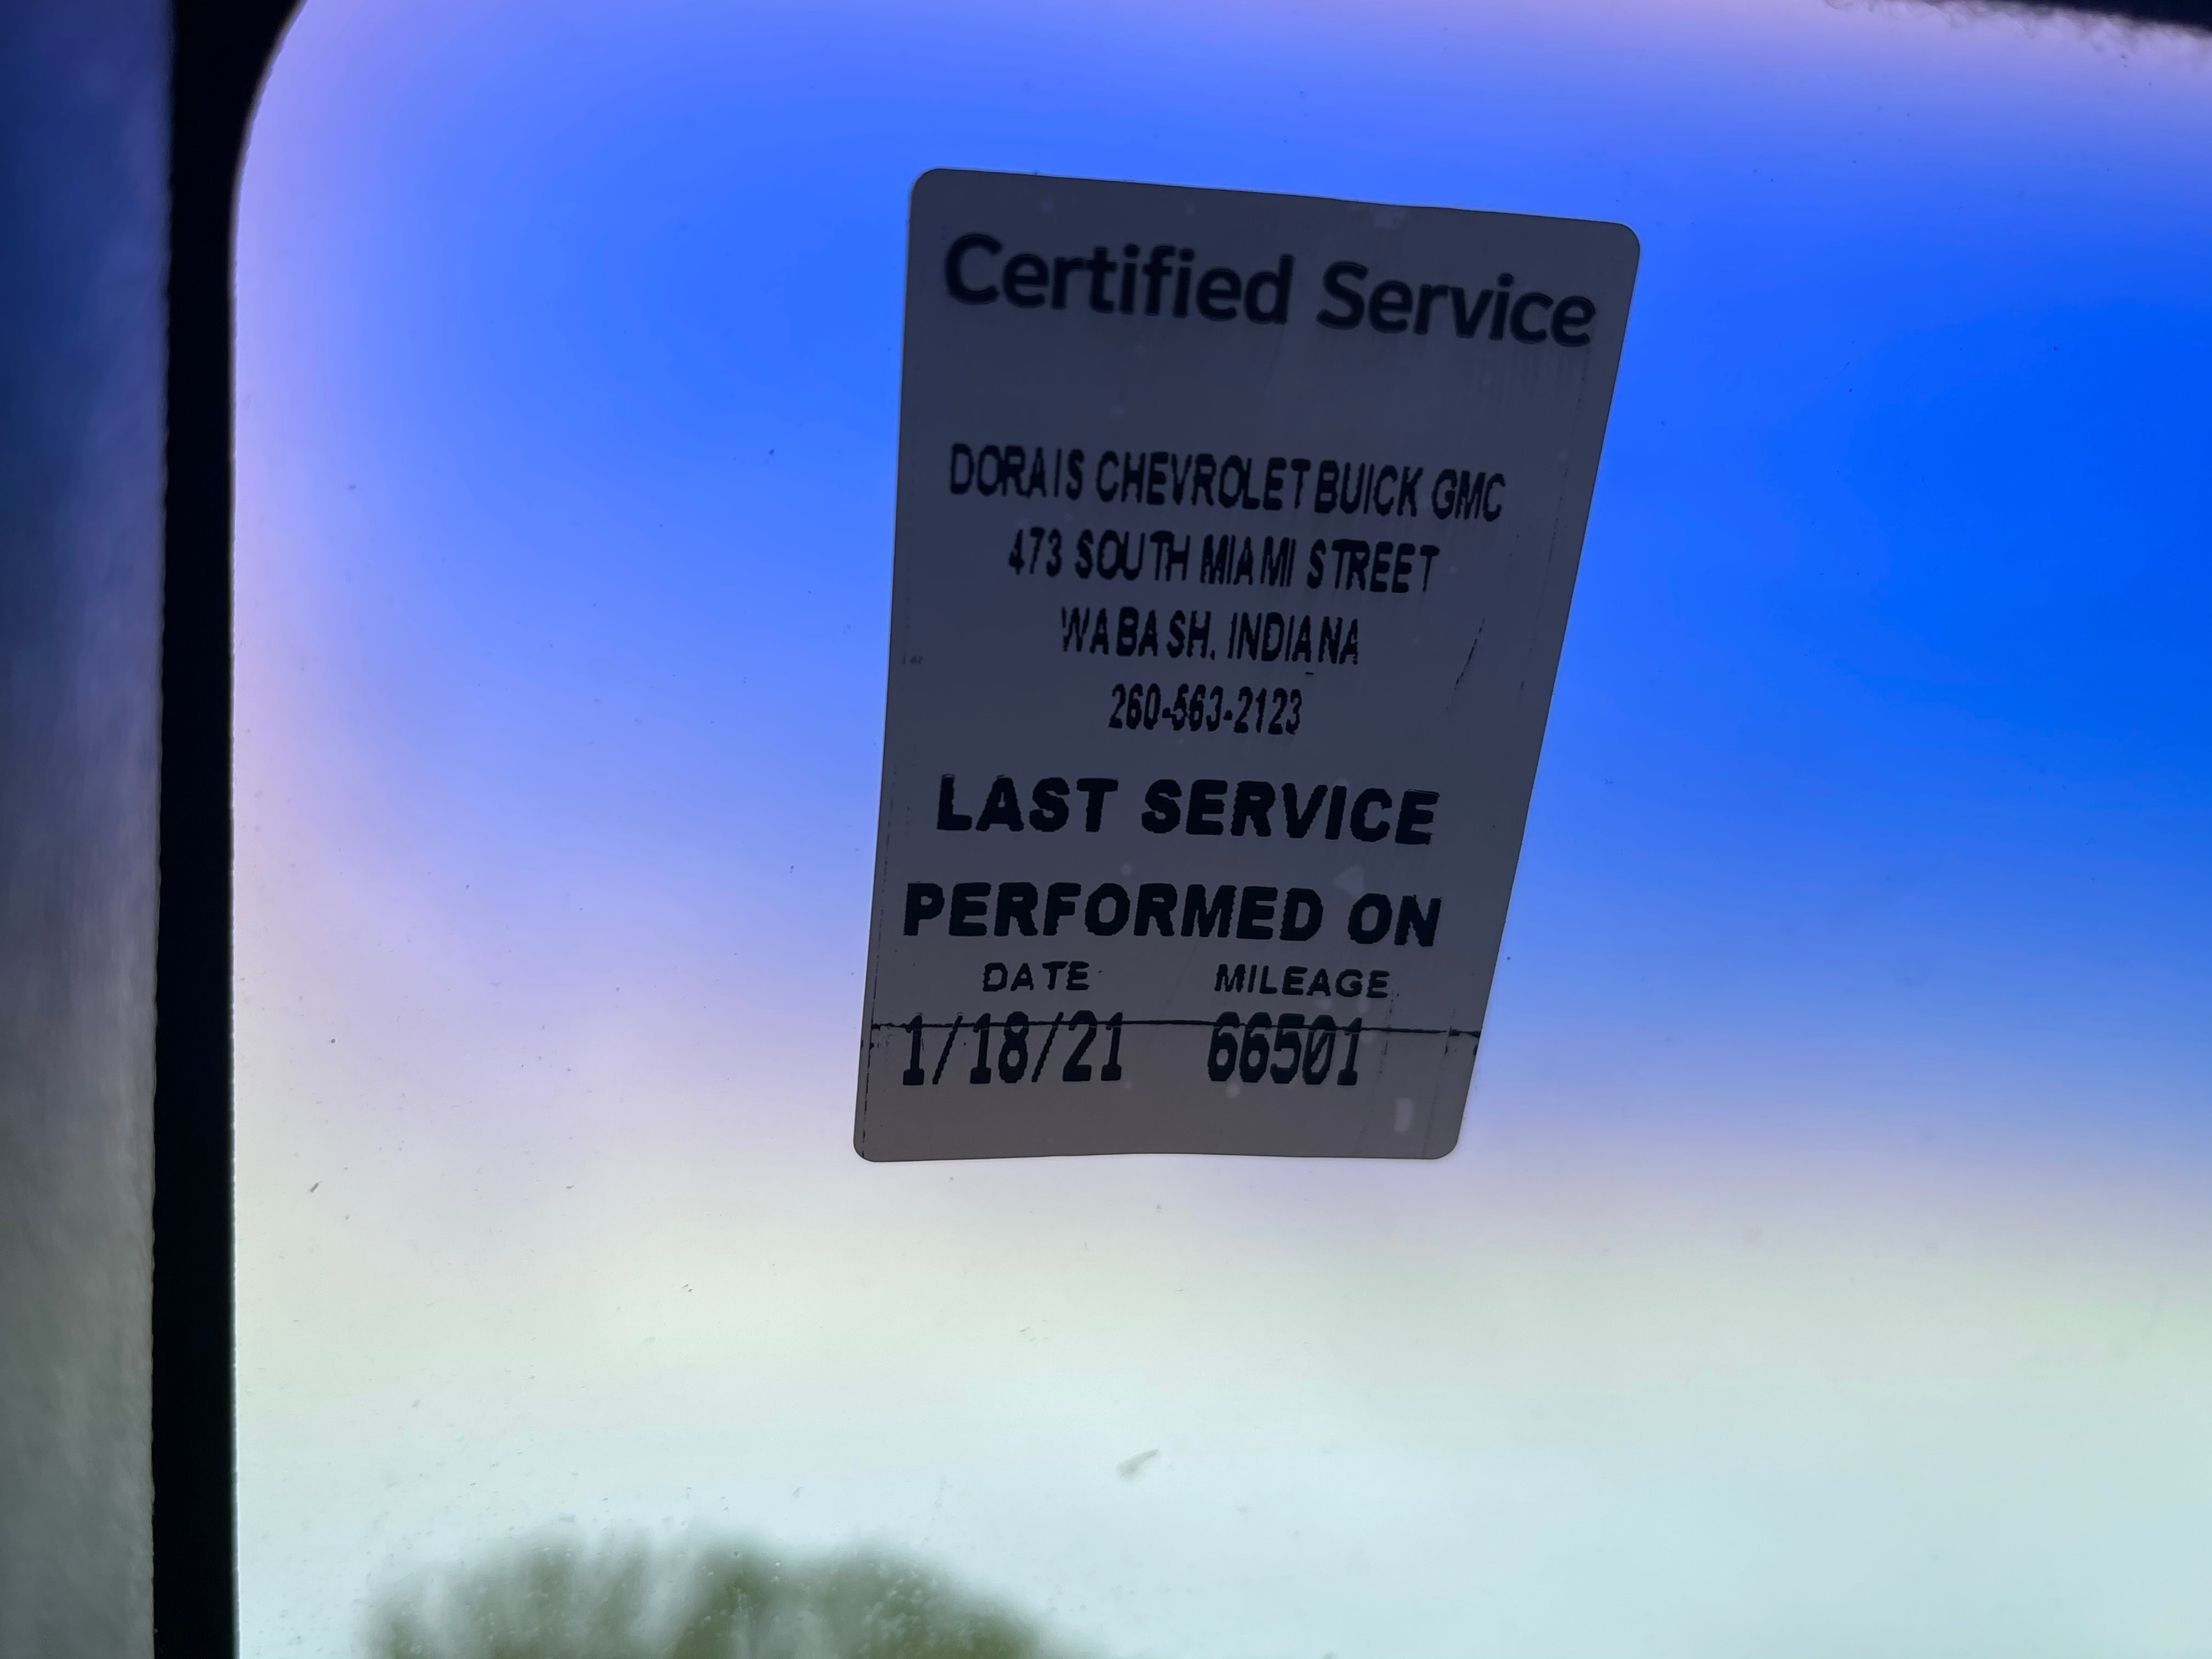 Certified Service
DORAIS CHEVROLET BUICK GMC
473 SOUTH MIAMI STREET
WABASH, INDIANA
260-563-2123
LAST SERVICE
PERFORMED ON
DATE MILEAGE
1/18/21 66501